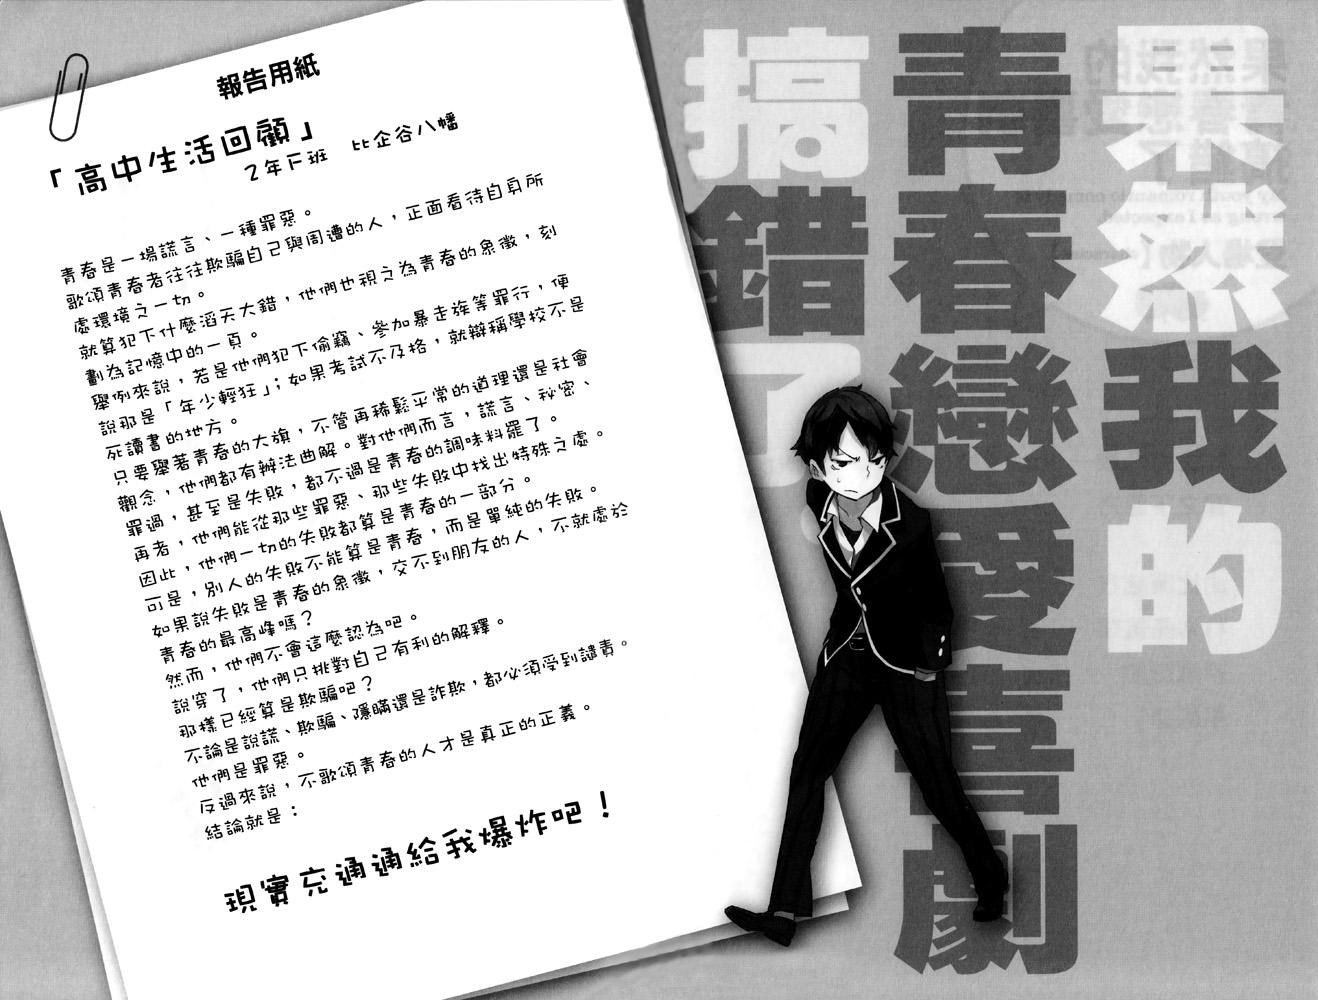 果然我的
青春戀愛喜劇
搞錯了
報告用紙
「高中生活回顧」
2年F班　比企谷八幡
青春是一場謊言、一種罪惡。
歌頌青春者往往欺騙自己與周遭的人，正面看待自身所
處環境之一切。
就算犯下什麼滔天大錯，他們也視之為青春的象徵，刻
劃為記憶中的一頁。
舉例來說，若是他們犯下偷竊、參加暴走族等罪行，便
說那是「年少輕狂」；如果考試不及格，就辯稱學校不是
死讀書的地方。
只要舉著青春的大旗，不管再稀鬆平常的道理還是社會
觀念，他們都有辦法曲解。對他們而言，謊言、秘密、
罪過，甚至是失敗，都不過是青春的調味料罷了。
再者，他們能從那些罪惡、那些失敗中找出特殊之處。
因此，他們一切的失敗都算是青春的一部分。
可是，別人的失敗不能算是青春，而是單純的失敗。
如果說失敗是青春的象徵，交不到朋友的人，不就處於
青春的最高峰嗎？
然而，他們不會這麼認為吧。
說穿了，他們只挑對自己有利的解釋。
那樣已經算是欺騙吧？
不論是說謊、欺騙、隱瞞還是詐欺，都必須受到譴責。
他們是罪惡。
反過來說，不歌頌青春的人才是真正的正義。
結論就是：
現實充通通給我爆炸吧！